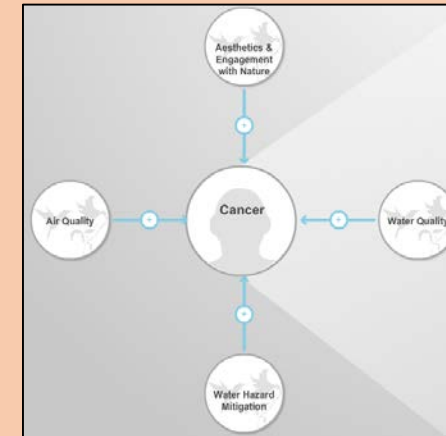 Aesthetics &
Engagement
with Nature
Air Quality
Cancer
Water Quality
Water Hazard
Mitigation